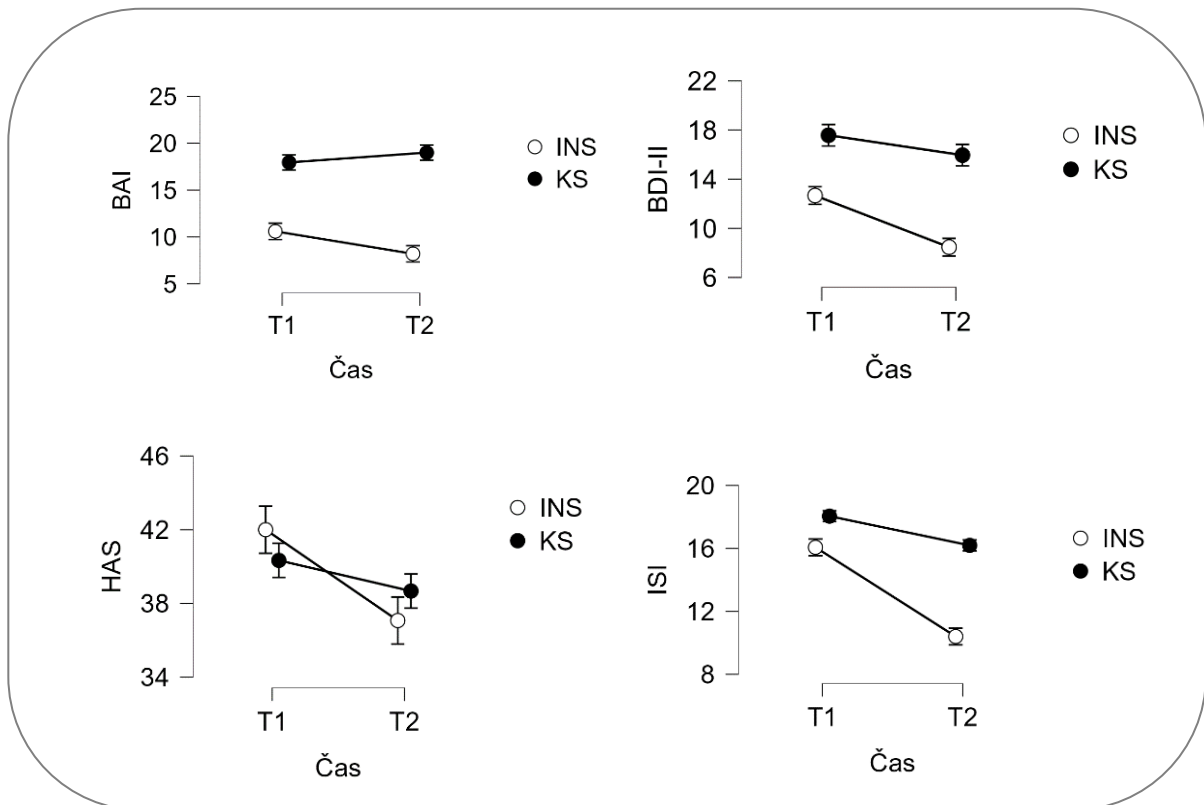 25
20
15
10
5
BAI
INS
KS
T1 T2
Čas
22
18
14
10
6
BDI-II
INS
KS
T1 T2
Čas
46
42
38
34
HAS
INS
KS
T1 T2
Čas
20
16
12
8
ISI
INS
KS
T1 T2
Čas